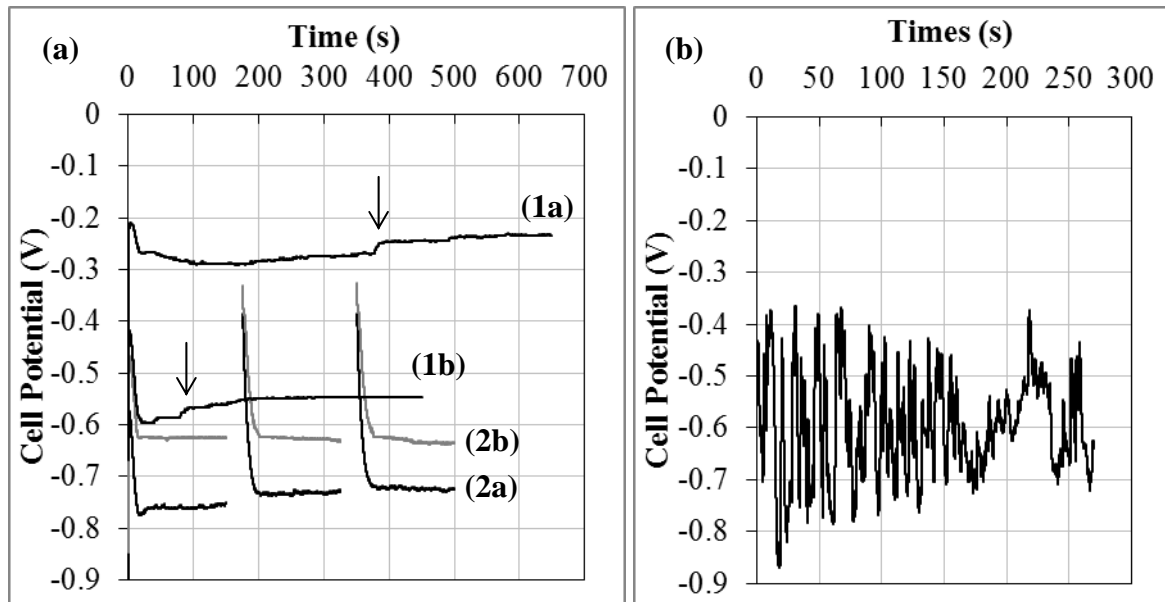 (a)
Time (s)
0 100 200 300 400 500 600 700
0
-0.1
-0.2
-0.3
-0.4
-0.5
-0.6
-0.7
-0.8
-0.9
Cell Potential (V)
(1a)
(1b)
(2b)
(2a)
(b)
Times (s)
0 50 100 150 200 250 300
0
-0.1
-0.2
-0.3
-0.4
-0.5
-0.6
-0.7
-0.8
-0.9
Cell Potential (V)